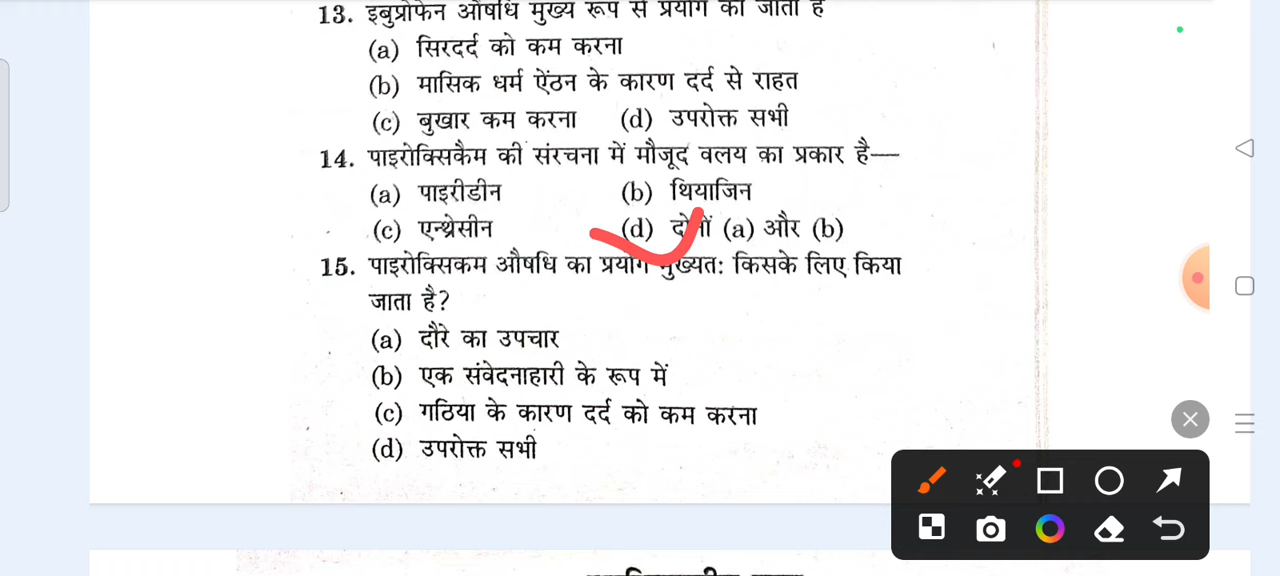 13. इबुप्रोफेन औषधि मुख्य रूप से प्रयोग की जाती है
(a) सिरदर्द को कम करना
(b) मासिक धर्म ऐंठन के कारण दर्द से राहत
(c) बुखार कम करना (d) उपरोक्त सभी
14. पाइरोक्सिकैम की संरचना में मौजूद वलय का प्रकार है—
(a) पाइरीडीन (b) थियाजिन
(c) एन्थ्रेसीन (d) दोनों (a) और (b)
15. पाइरोक्सिकम औषधि का प्रयोग मुख्यत: किसके लिए किया
जाता है?
(a) दौरे का उपचार
(b) एक संवेदनाहारी के रूप में
(c) गठिया के कारण दर्द को कम करना
(d) उपरोक्त सभी